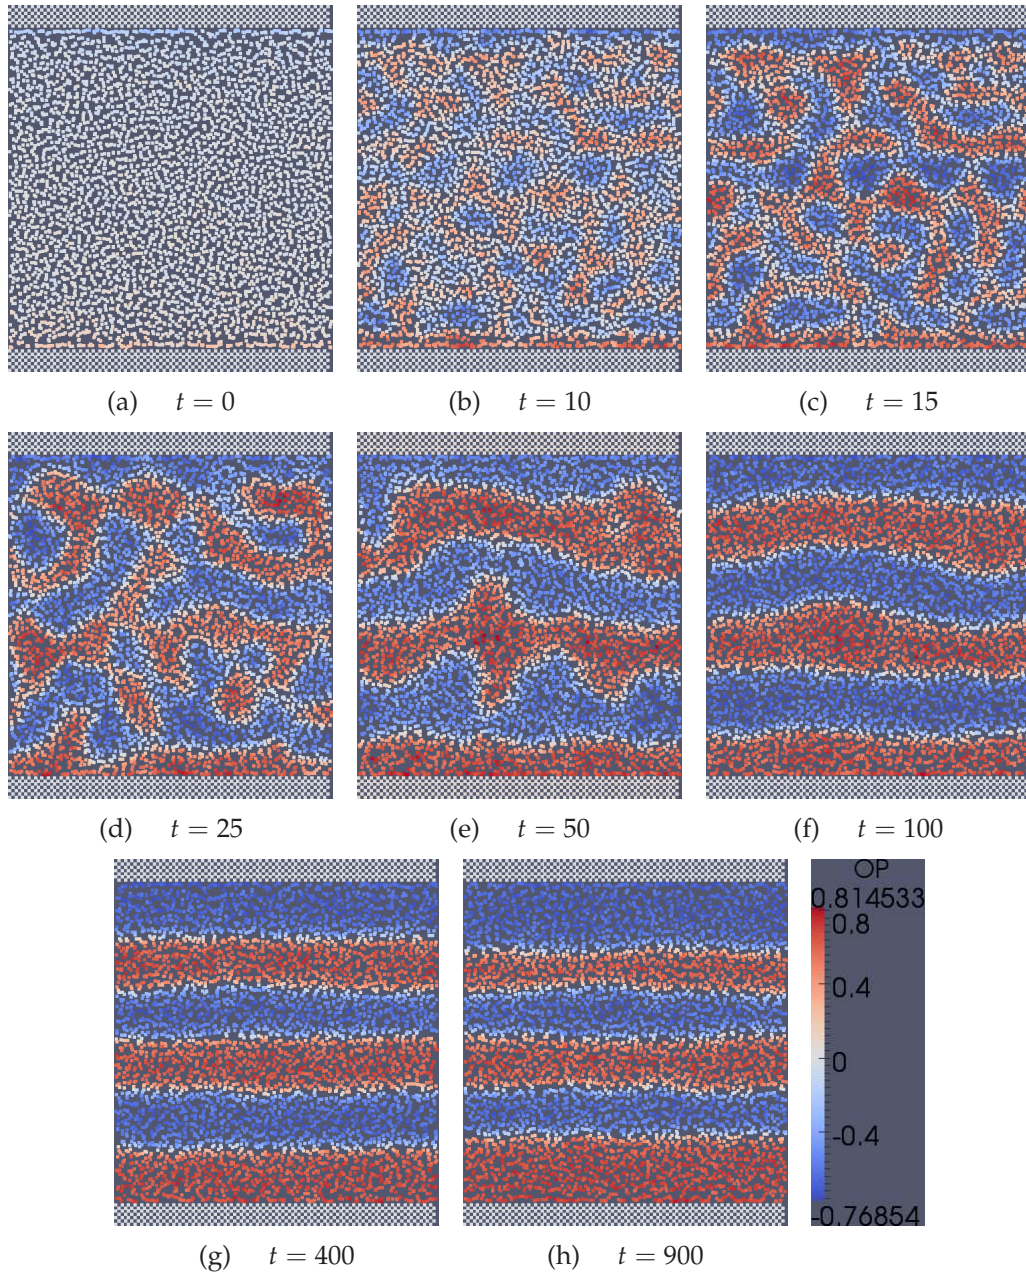 (a) t = 0
(b) t = 10
(c) t = 15
(d) t = 25
(e) t = 50
(f) t = 100
OP
0.814533
0.8
0.4
0
-0.4
-0.76854
(g) t = 400
(h) t = 900